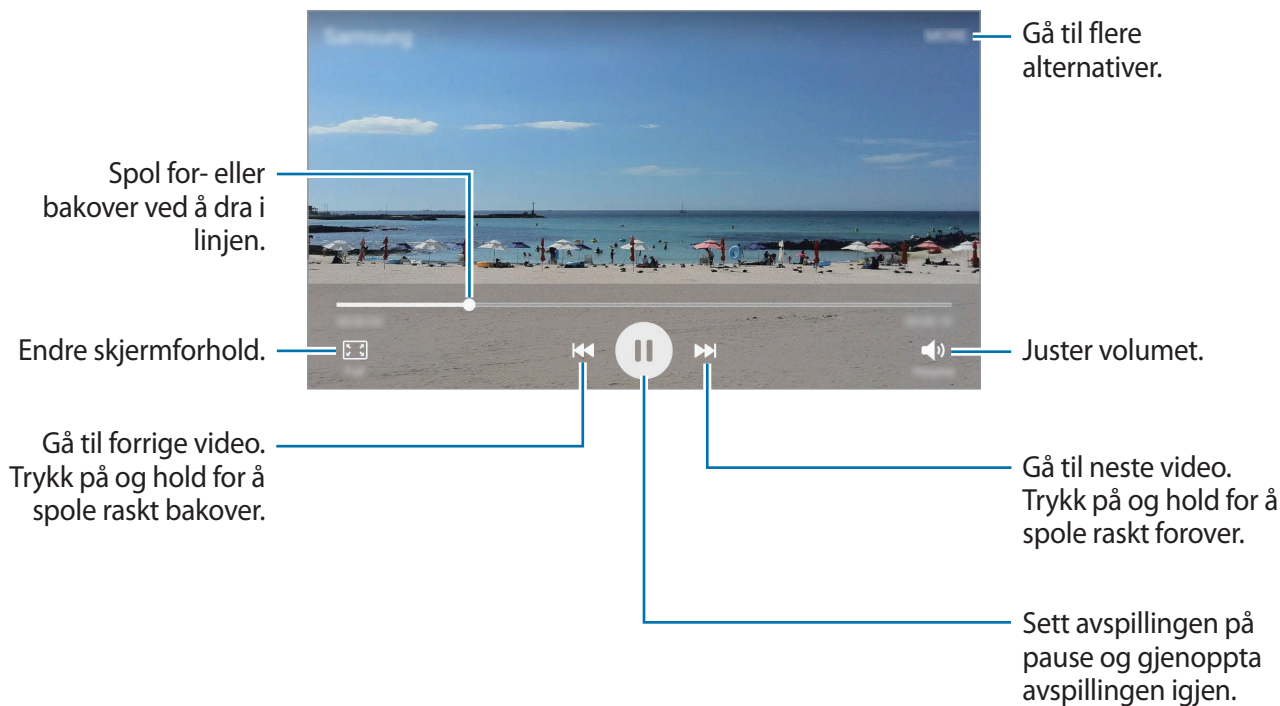 Gå til flere
alternativer.
Spol for- eller
bakover ved å dra i
linjen.
Endre skjermforhold.
Juster volumet.
Gå til forrige video.
Trykk på og hold for å
spole raskt bakover.
Gå til neste video.
Trykk på og hold for å
spole raskt forover.
Sett avspillingen på
pause og gjenoppta
avspillingen igjen.